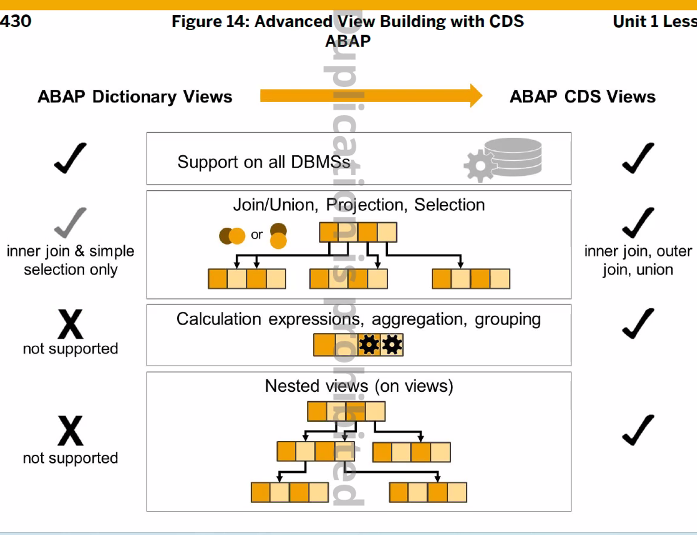 430
Figure 14: Advanced View Building with CDS
ABAP
Unit 1 Less
ABAP Dictionary Views
ABAP CDS Views
Support on all DBMSs
Join/Union, Projection, Selection
or
inner join & simple
selection only
inner join, outer
join, union
Calculation expressions, aggregation, grouping
X
not supported
Nested views (on views)
X
not supported
Duplication is prohibited